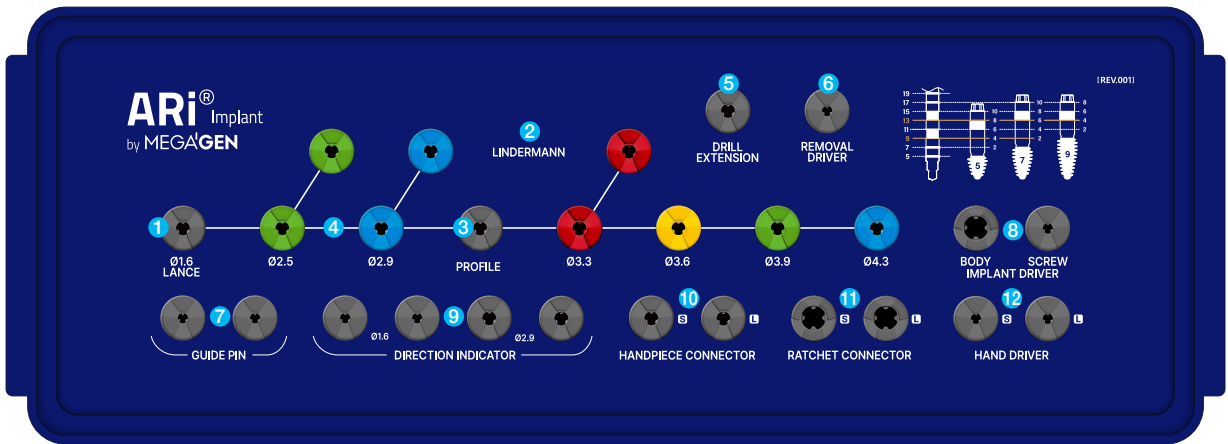 ARi® Implant
by MEGA'GEN
[REV.001]
1
2
3
4
5
6
7
8
9
10
11
12
LINDERMANN
DRILL
EXTENSION
REMOVAL
DRIVER
19
17
15
13
11
9
7
5
10
8
6
4
2
5
10
8
6
4
2
7
8
6
4
2
9
Ø1.6
LANCE
Ø2.5
Ø2.9
PROFILE
Ø3.3
Ø3.6
Ø3.9
Ø4.3
BODY
SCREW
IMPLANT DRIVER
GUIDE PIN
Ø1.6
Ø2.9
DIRECTION INDICATOR
S
L
HANDPIECE CONNECTOR
S
L
RATCHET CONNECTOR
S
L
HAND DRIVER